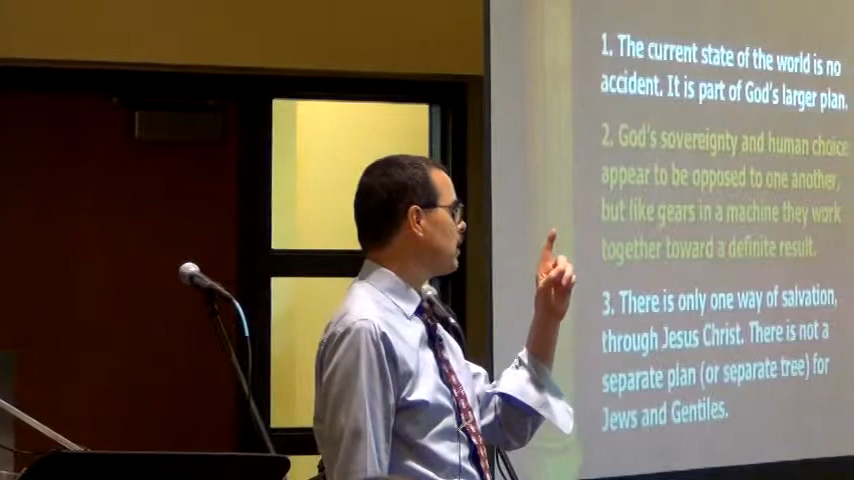 1. The current state of the world is no
accident. It is part of God's larger plan.
2. God's sovereignty and human choice
appear to be opposed to one another,
but like gears in a machine they work
together toward a definite result.
3. There is only one way of salvation
through Jesus Christ. There is not a
separate plan (or separate tree) for
Jews and Gentles.